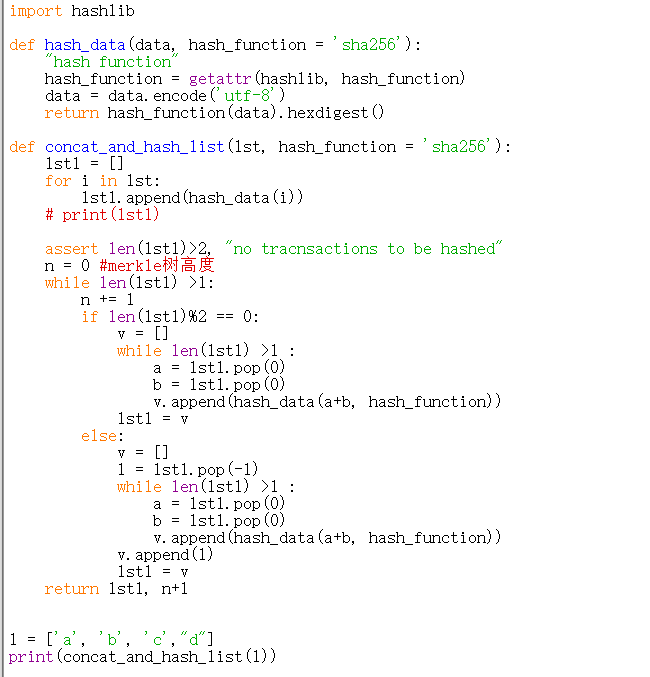 import hashlib

def hash_data(data, hash_function = 'sha256'):
    "hash function"
    hash_function = getattr(hashlib, hash_function)
    data = data.encode('utf-8')
    return hash_function(data).hexdigest()

def concat_and_hash_list(lst, hash_function = 'sha256'):
    lst1 = []
    for i in lst:
        lst1.append(hash_data(i))
    # print(lst1)

    assert len(lst1)>2, "no tracnsactions to be hashed"
    n = 0 #merkle树高度
    while len(lst1) >1:
        n += 1
        if len(lst1)%2 == 0:
            v = []
            while len(lst1) >1 :
                a = lst1.pop(0)
                b = lst1.pop(0)
                v.append(hash_data(a+b, hash_function))
            lst1 = v
        else:
            v = []
            l = lst1.pop(-1)
            while len(lst1) >1 :
                a = lst1.pop(0)
                b = lst1.pop(0)
                v.append(hash_data(a+b, hash_function))
            v.append(l)
            lst1 = v
    return lst1, n+1


l = ['a', 'b', 'c',"d"]
print(concat_and_hash_list(l))